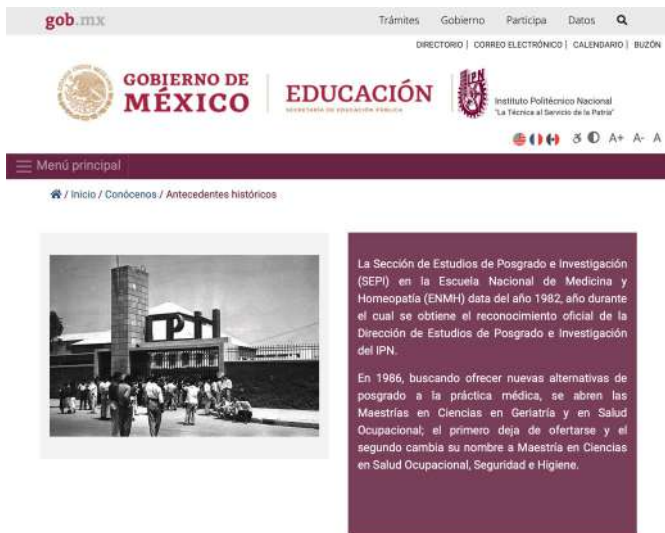 gob.mx
Trámites Gobierno Participa Datos
DIRECTORIO | CORREO ELECTRÓNICO | CALENDARIO | BUZÓN
GOBIERNO DE
MÉXICO
EDUCACIÓN
SECRETARÍA DE EDUCACIÓN PÚBLICA
IPN
Instituto Politécnico Nacional
"La Técnica al Servicio de la Patria"
A+ A- A
Menú principal
/ Inicio / Conócenos / Antecedentes históricos
IPN
La Sección de Estudios de Posgrado e Investigación
(SEPI) en la Escuela Nacional de Medicina y
Homeopatía (ENMH) data del año 1982, año durante
el cual se obtiene el reconocimiento oficial de la
Dirección de Estudios de Posgrado e Investigación
del IPN.
En 1986, buscando ofrecer nuevas alternativas de
posgrado a la práctica médica, se abren las
Maestrías en Ciencias en Geriatría y en Salud
Ocupacional; el primero deja de ofertarse y el
segundo cambia su nombre a Maestría en Ciencias
en Salud Ocupacional, Seguridad e Higiene.